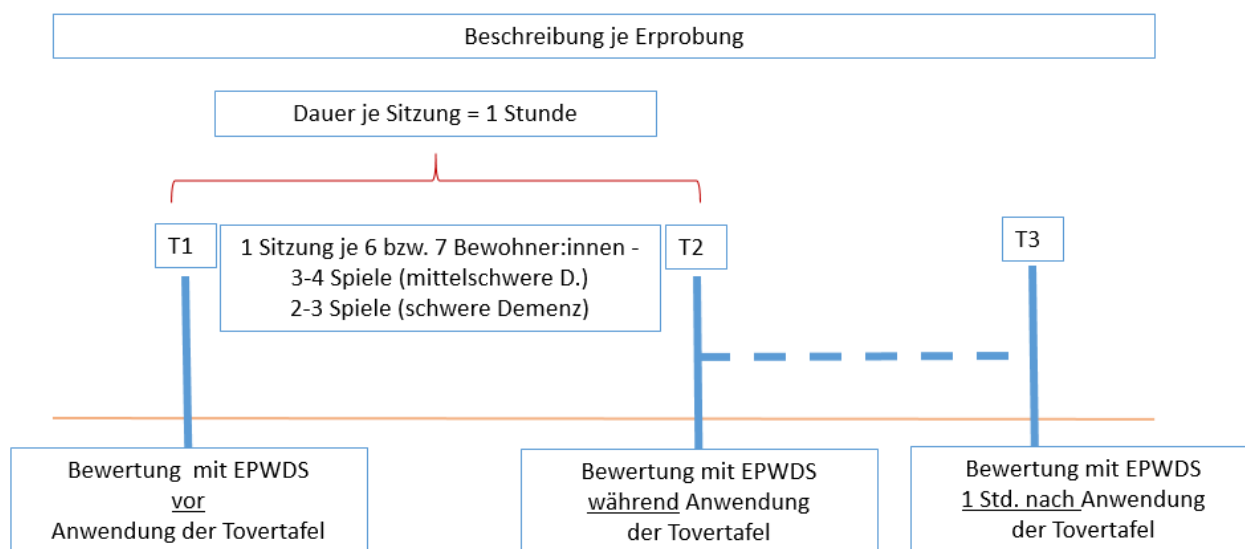 Beschreibung je Erprobung
Dauer je Sitzung = 1 Stunde
T1
1 Sitzung je 6 bzw. 7 Bewohner:innen -
3-4 Spiele (mittelschwere D.)
2-3 Spiele (schwere Demenz)
T2
T3
Bewertung mit EPWDS
vor
Anwendung der Tovertafel
Bewertung mit EPWDS
während Anwendung
der Tovertafel
Bewertung mit EPWDS
1 Std. nach Anwendung
der Tovertafel